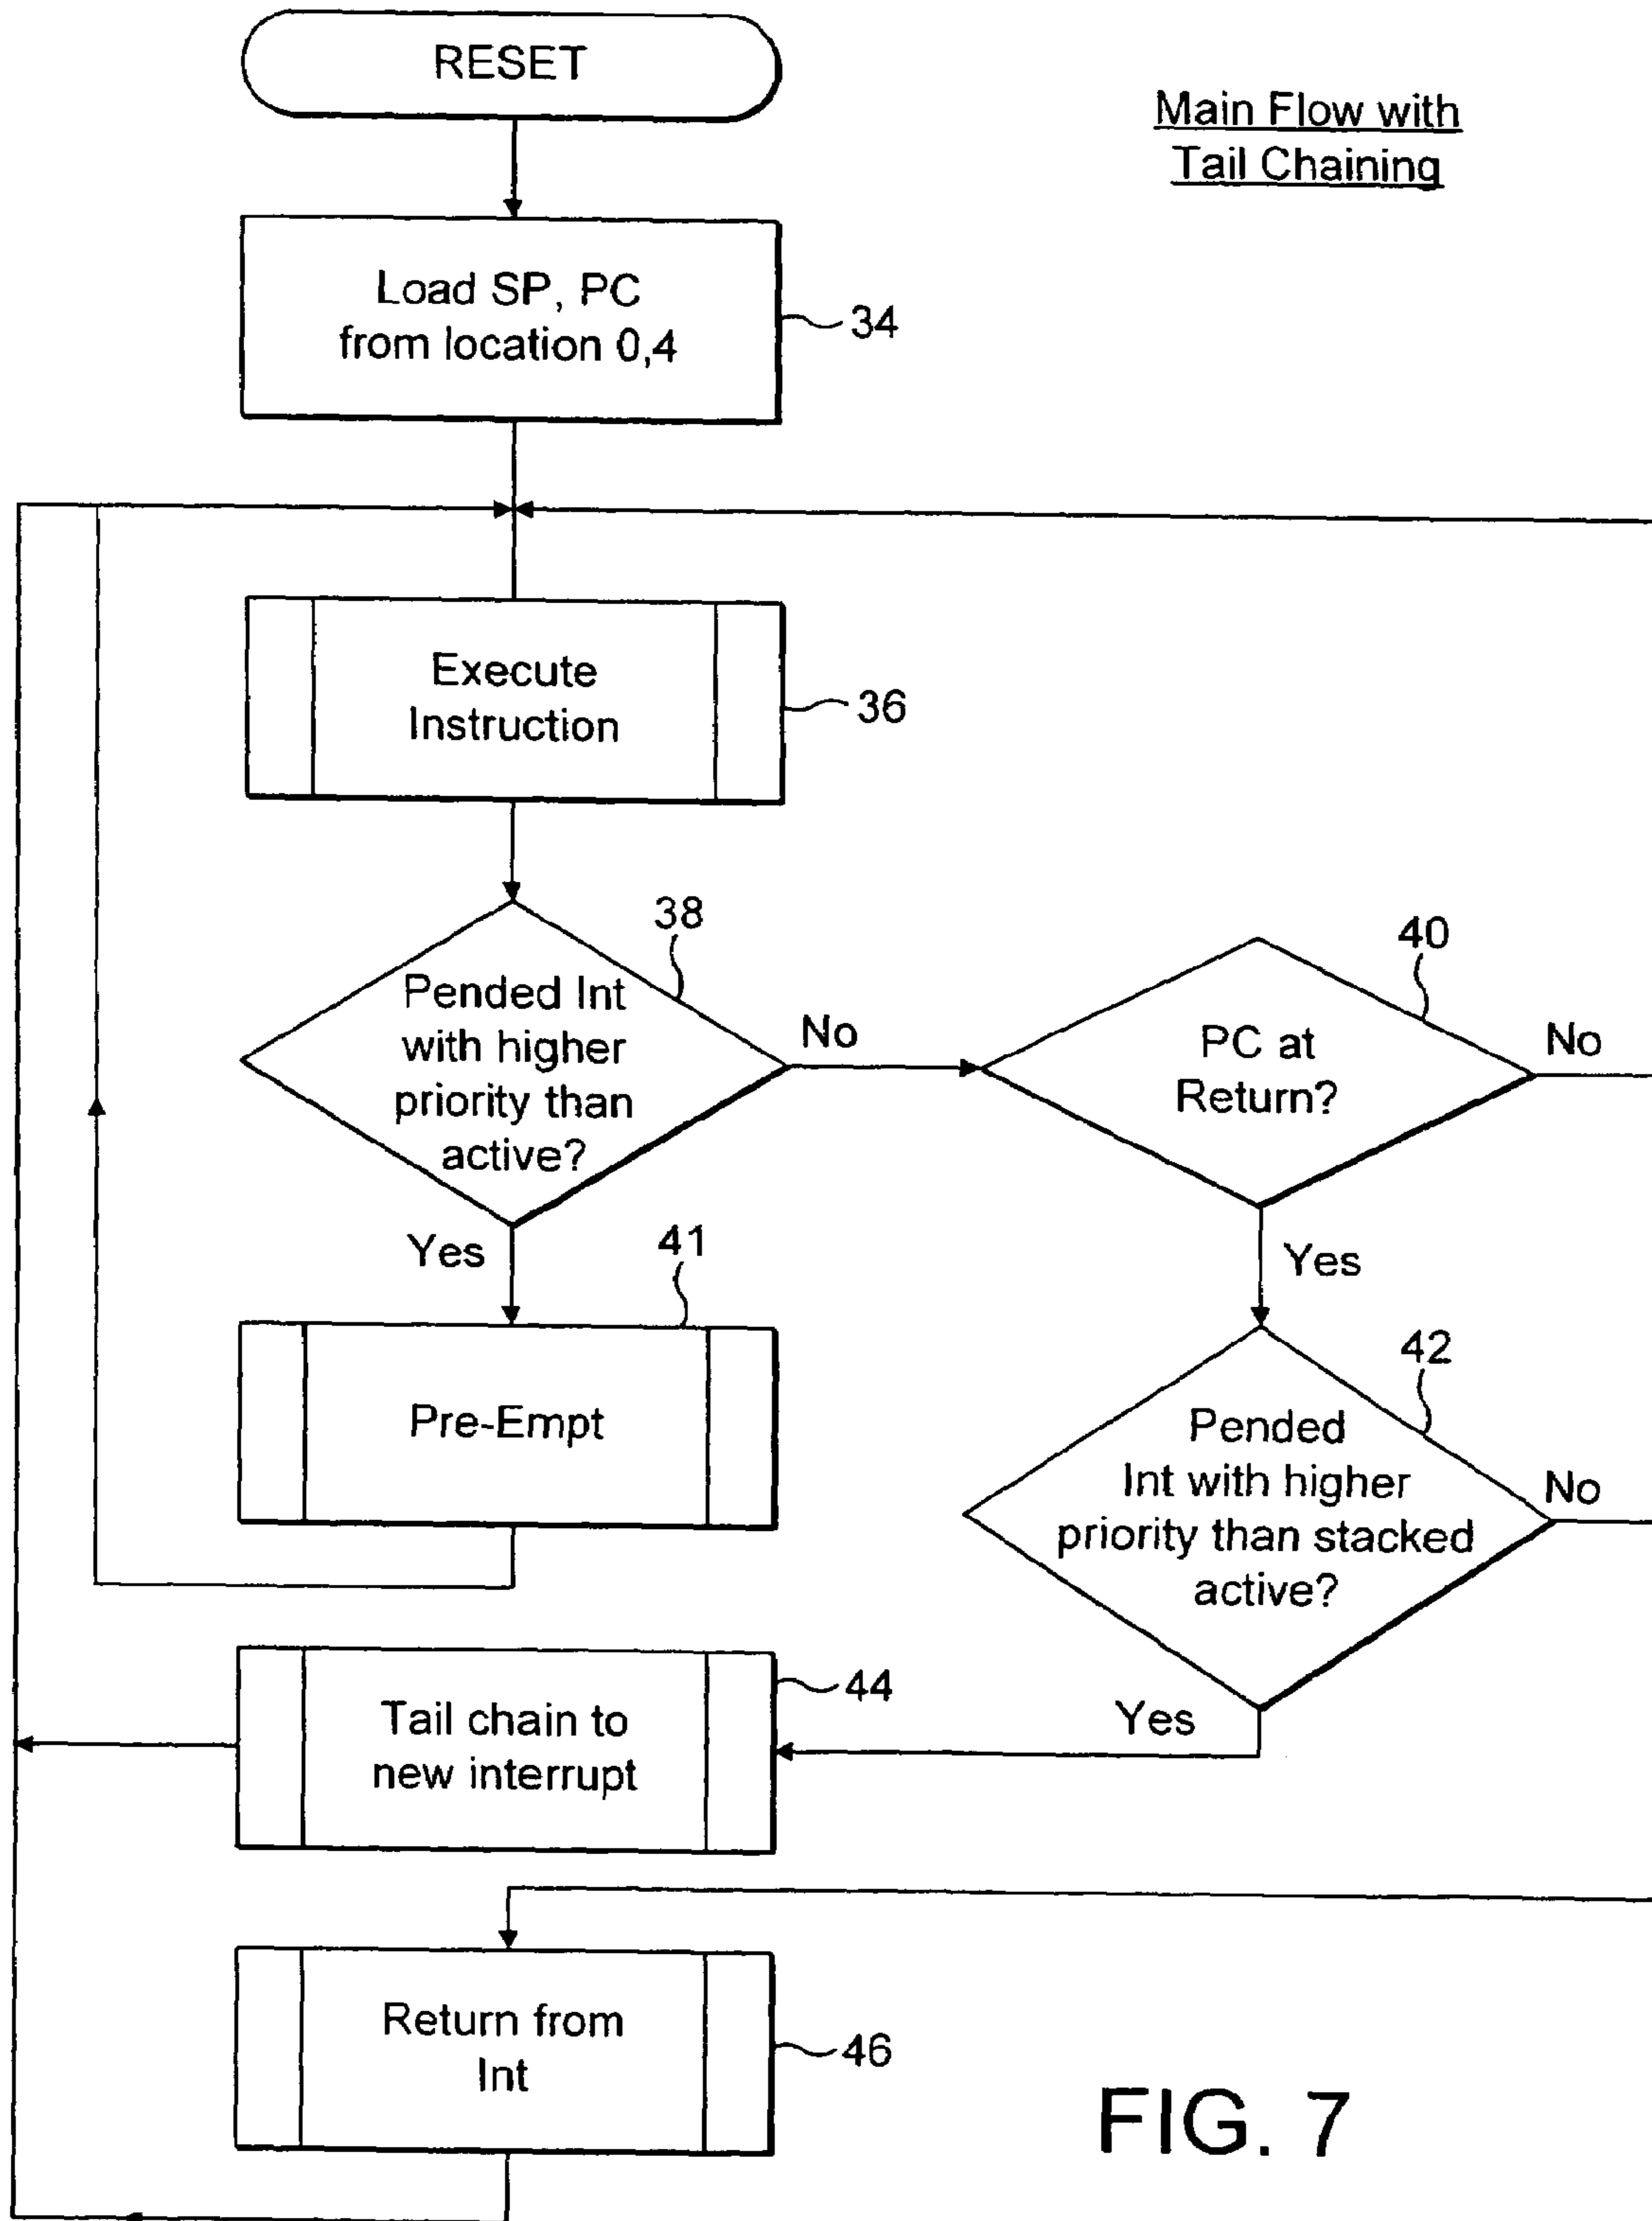 RESET
Main Flow with
Tail Chaining
Load SP, PC
from location 0,4
34
Execute
Instruction
36
38
Pended Int
with higher
priority than
active?
No
40
PC at
Return?
No
Yes
41
Yes
Pre-Empt
42
Pended
Int with higher
priority than stacked
active?
No
44
Tail chain to
new interrupt
Yes
Return from
Int
46
FIG. 7